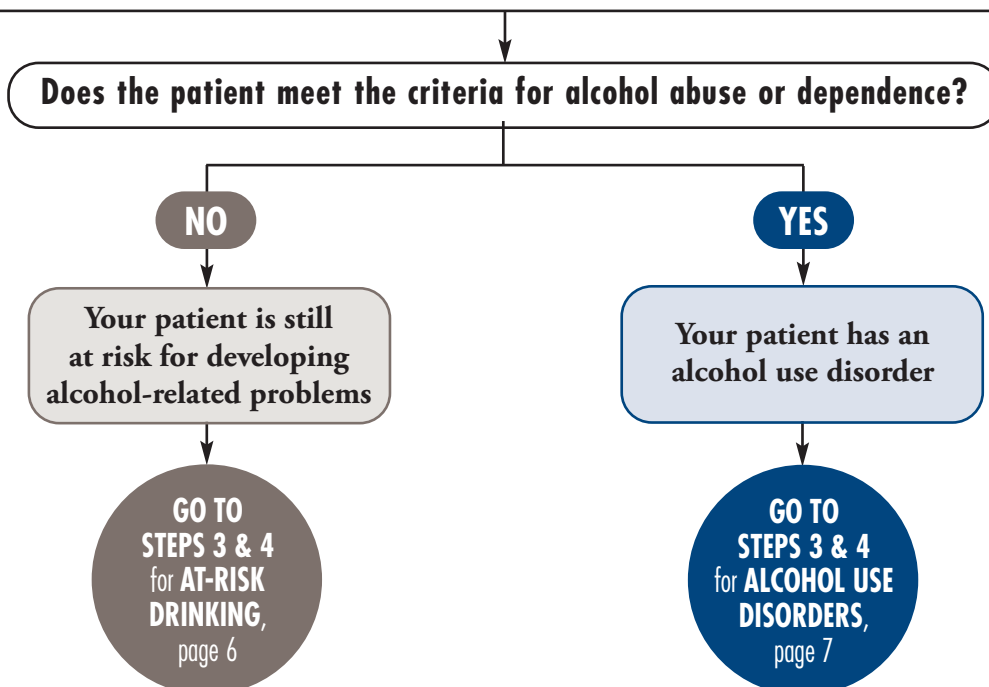 Does the patient meet the criteria for alcohol abuse or dependence?
NO
YES
Your patient is still
at risk for developing
alcohol-related problems
Your patient has an
alcohol use disorder
GO TO
STEPS 3 & 4
for AT-RISK
DRINKING,
page 6
GO TO
STEPS 3 & 4
for ALCOHOL USE
DISORDERS,
page 7